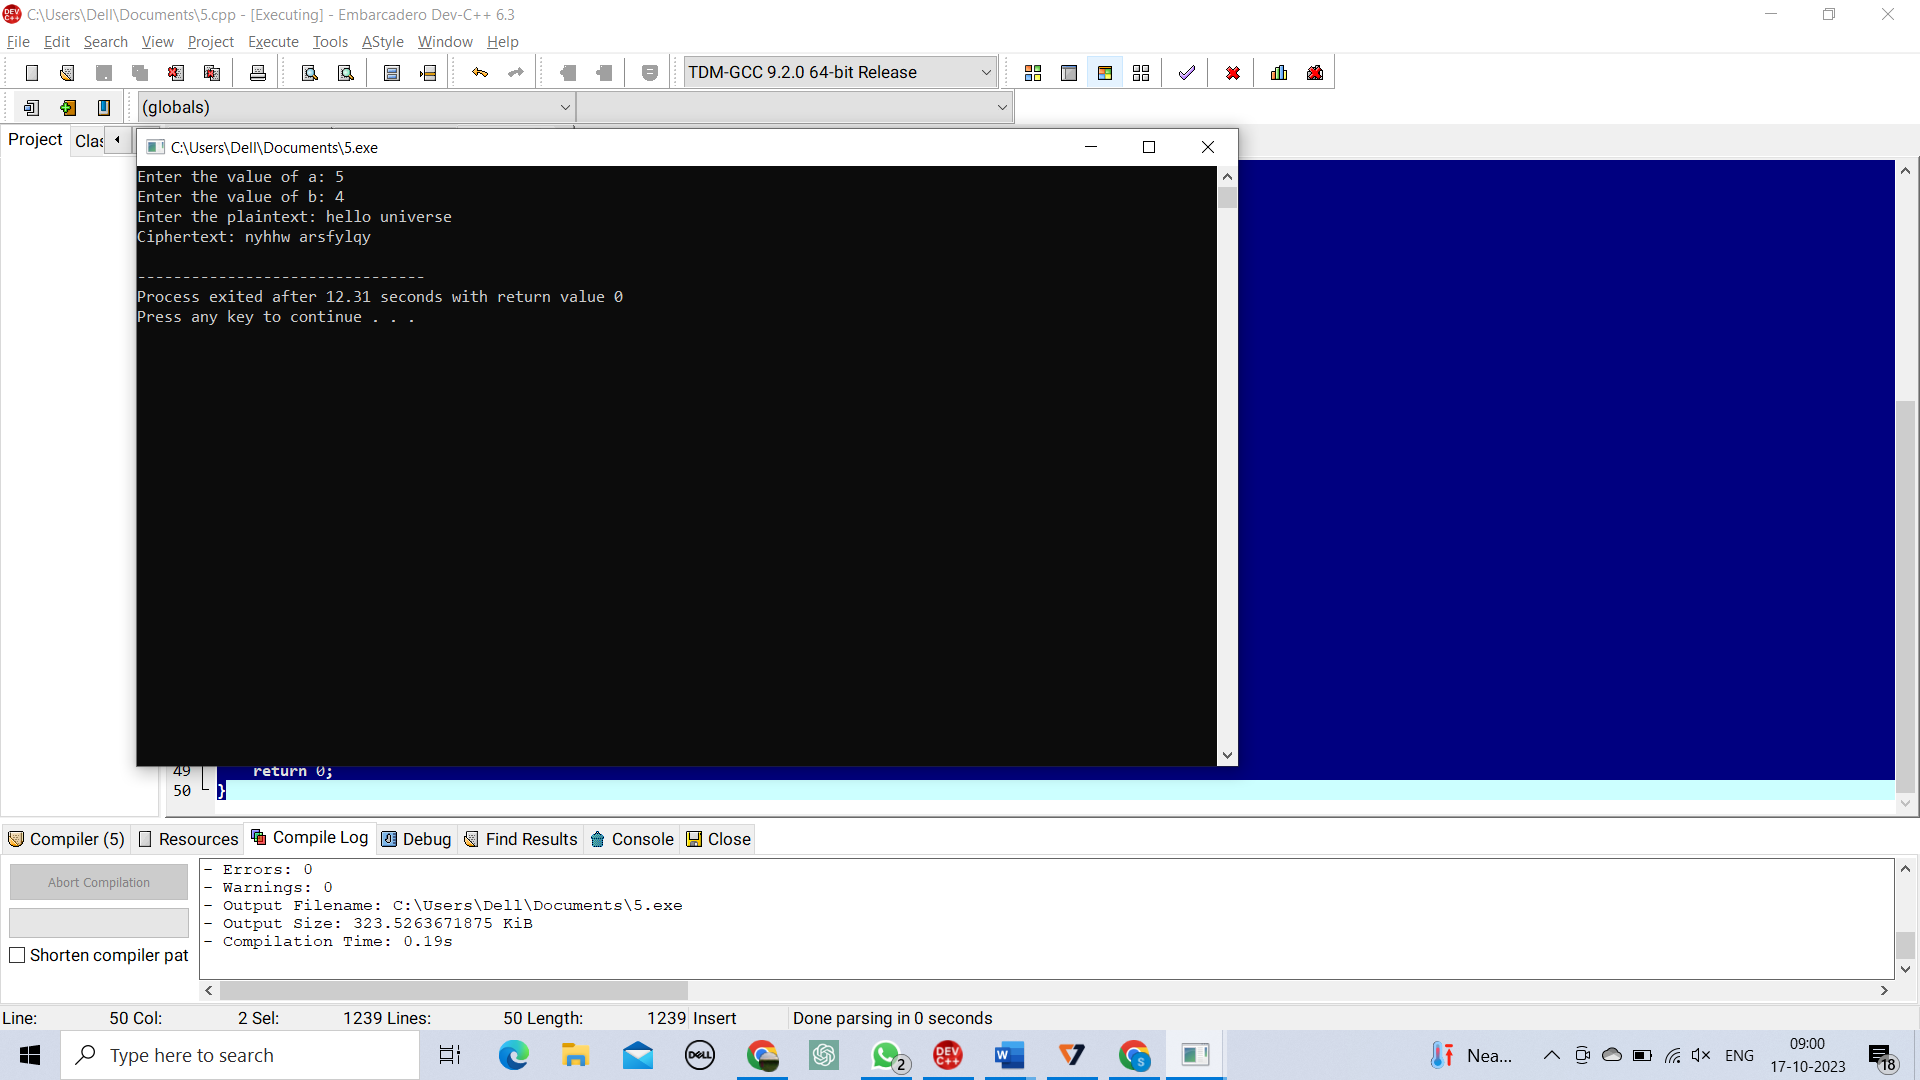 C:\Users\Dell\Documents\5.cpp - [Executing] - Embarcadero Dev-C++ 6.3
File Edit Search View Project Execute Tools AStyle Window Help
TDM-GCC 9.2.0 64-bit Release
(globals)
Project Clas
C:\Users\Dell\Documents\5.exe
Enter the value of a: 5
Enter the value of b: 4
Enter the plaintext: hello universe
Ciphertext: nyhhw arsfylqy
--------------------------------
Process exited after 12.31 seconds with return value 0
Press any key to continue . . .
49 return 0;
50 }
Compiler (5) Resources Compile Log Debug Find Results Console Close
Abort Compilation
Shorten compiler pat
- Errors: 0
- Warnings: 0
- Output Filename: C:\Users\Dell\Documents\5.exe
- Output Size: 323.5263671875 KiB
- Compilation Time: 0.19s
Line: 50 Col: 2 Sel: 1239 Lines: 50 Length: 1239 Insert Done parsing in 0 seconds
Type here to search
DELL
2
DEV C++
S
Nea...
ENG
09:00
17-10-2023
18